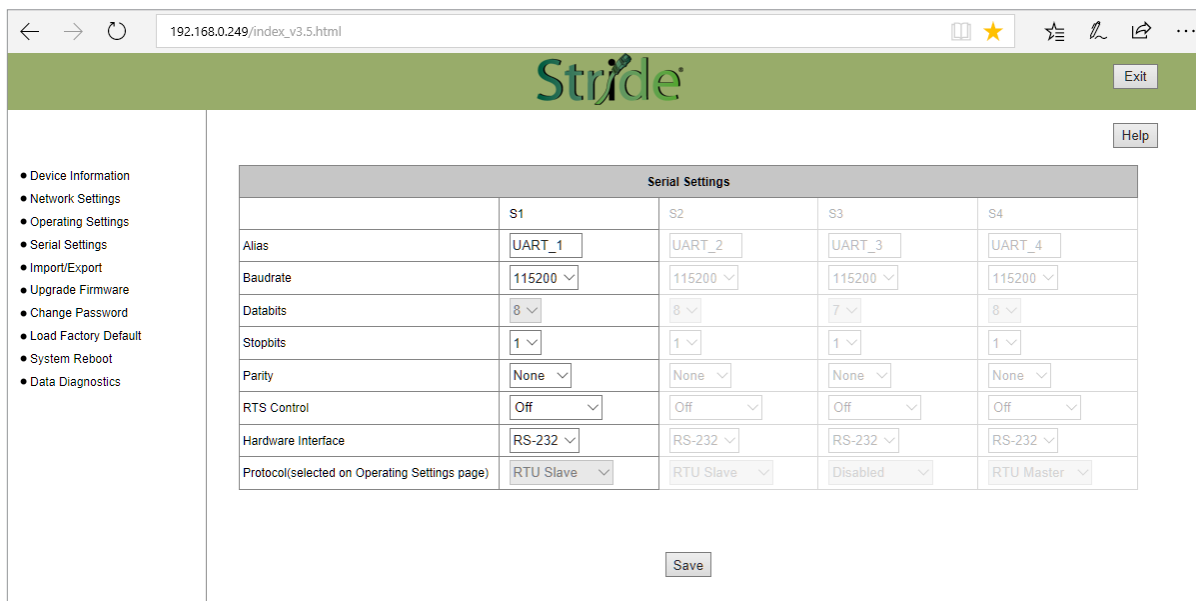 192.168.0.249/index_v3.5.html
Stride
Exit
Help
Device Information
Network Settings
Operating Settings
Serial Settings
Import/Export
Upgrade Firmware
Change Password
Load Factory Default
System Reboot
Data Diagnostics
Serial Settings
S1 S2 S3 S4
Alias UART_1 UART_2 UART_3 UART_4
Baudrate 115200 115200 115200 115200
Databits 8 8 7 8
Stopbits 1 1 1 1
Parity None None None None
RTS Control Off Off Off Off
Hardware Interface RS-232 RS-232 RS-232 RS-232
Protocol(selected on Operating Settings page) RTU Slave RTU Slave Disabled RTU Master
Save